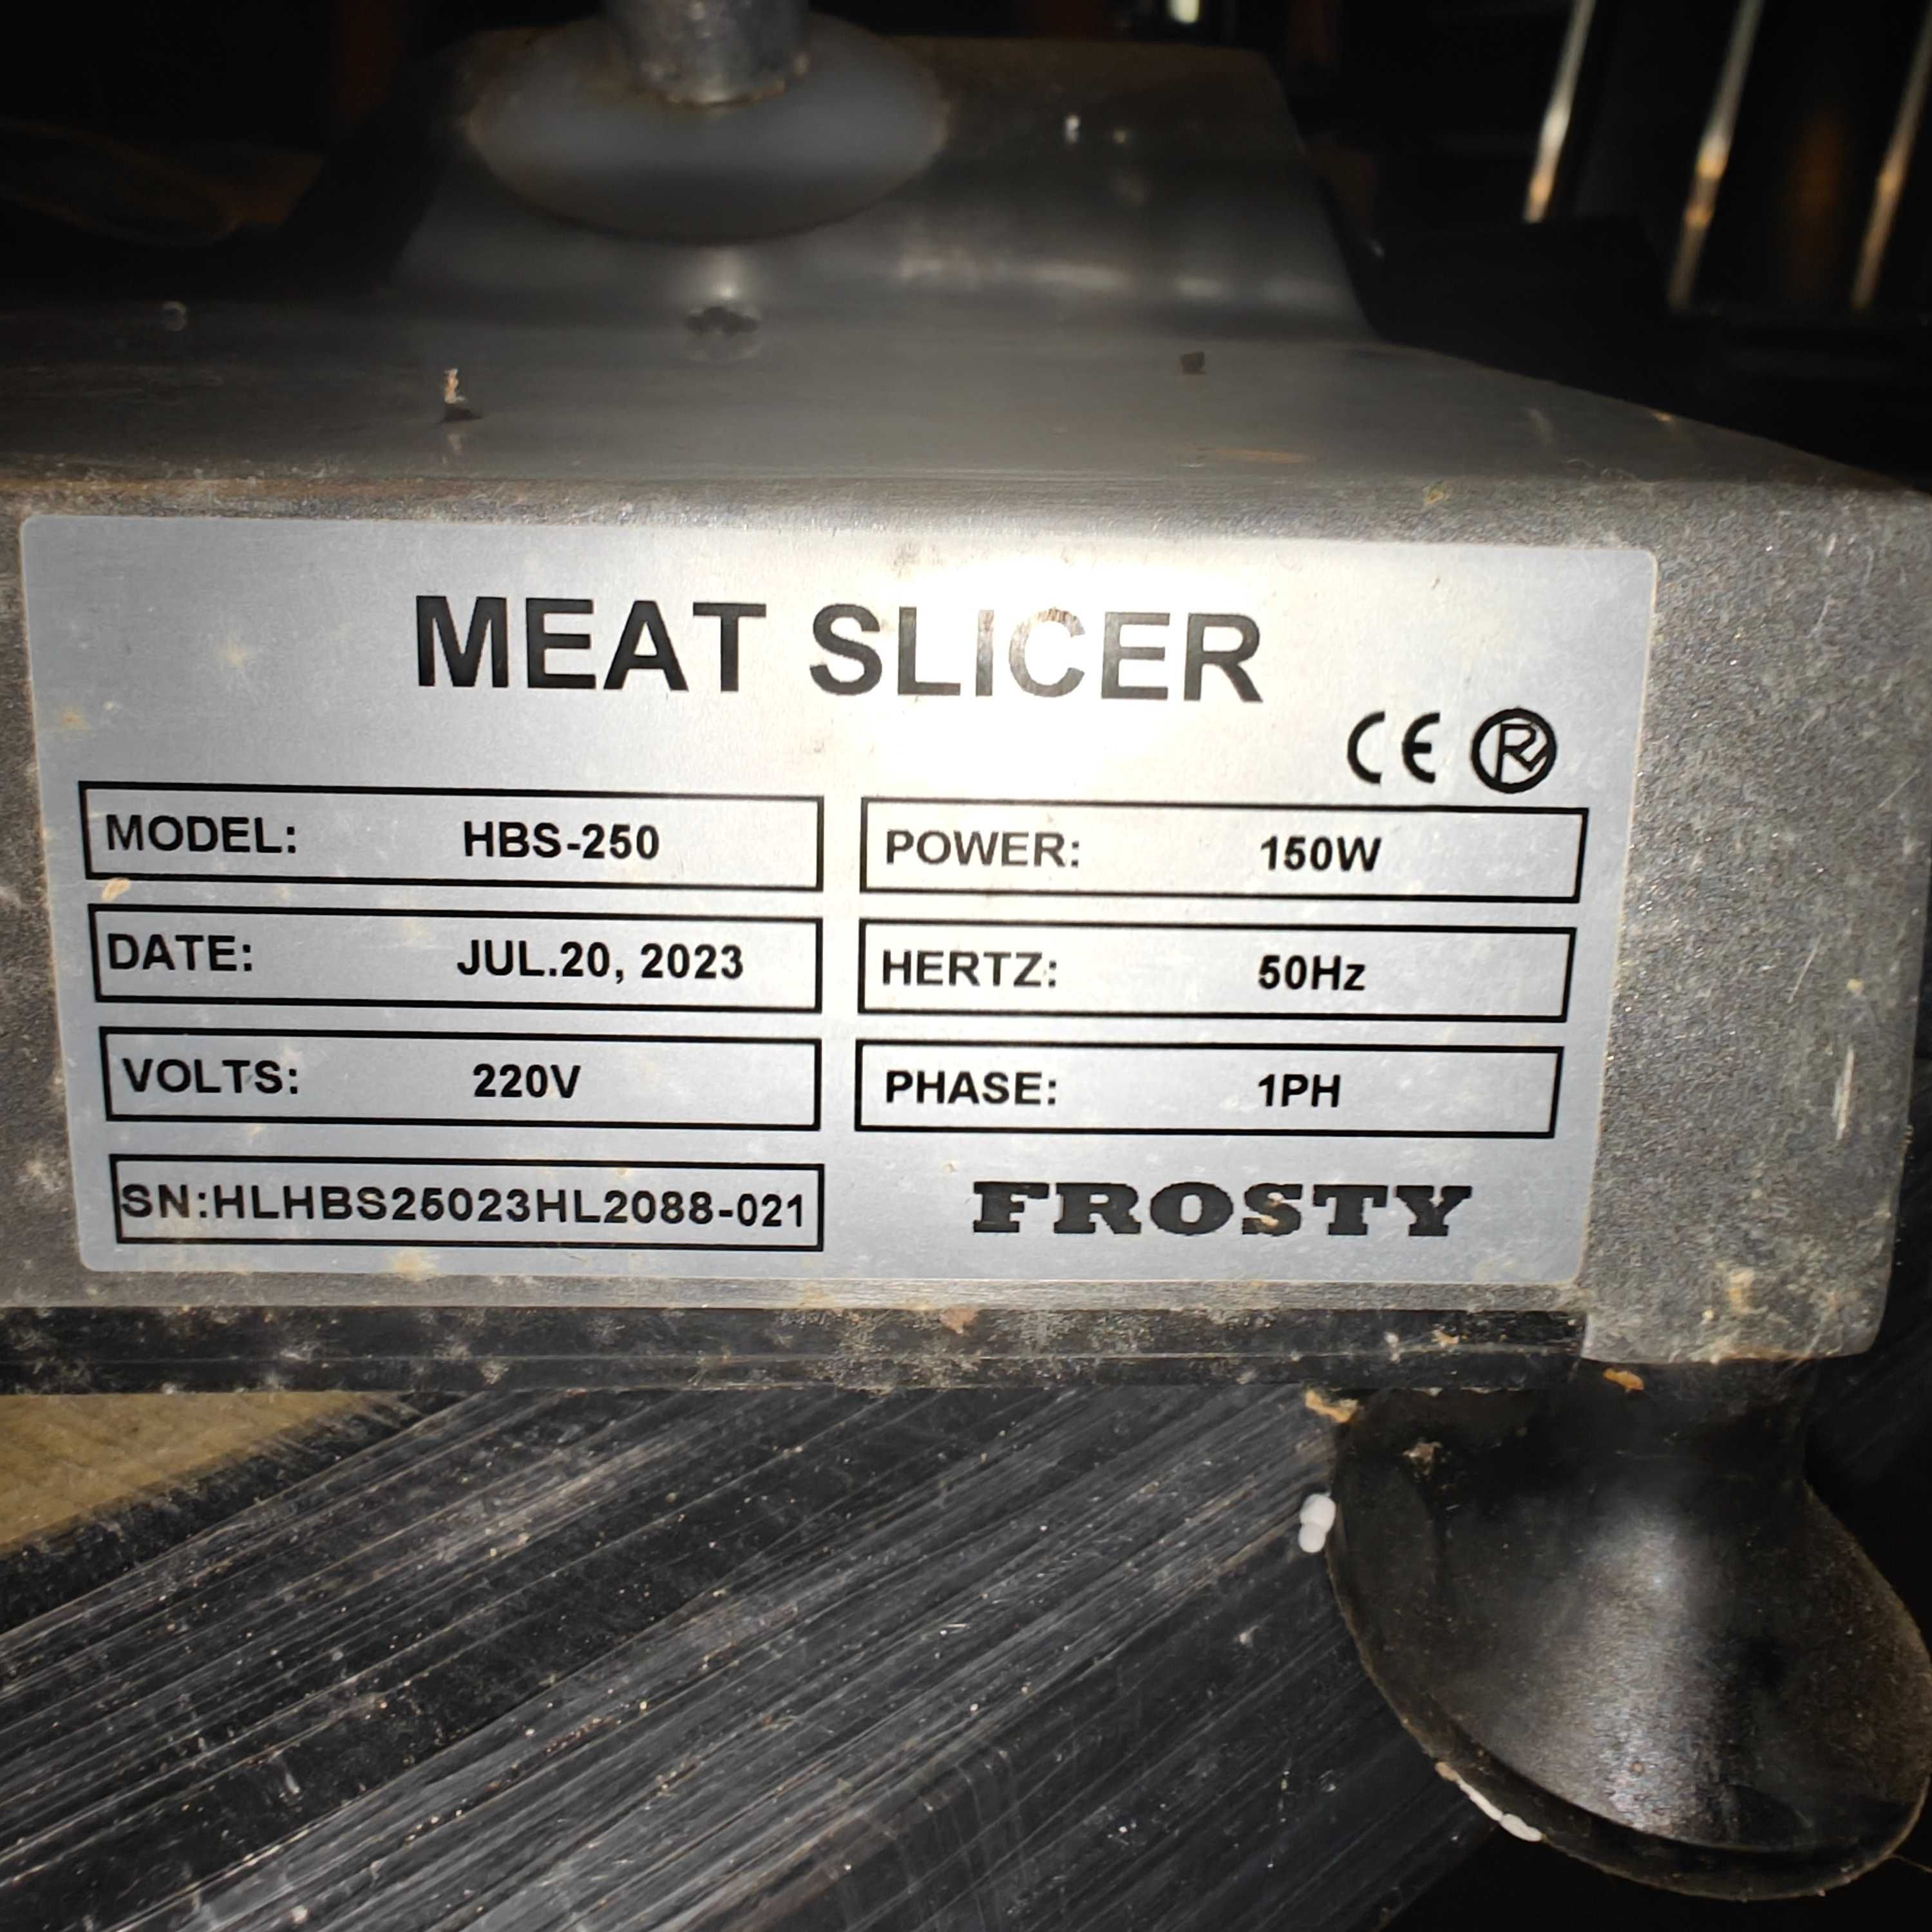 MEAT SLICER
CE ®
MODEL: HBS-250
POWER: 150W
DATE: JUL.20, 2023
HERTZ: 50Hz
VOLTS: 220V
PHASE: 1PH
SN:HLHBS25023HL2088-021
FROSTY